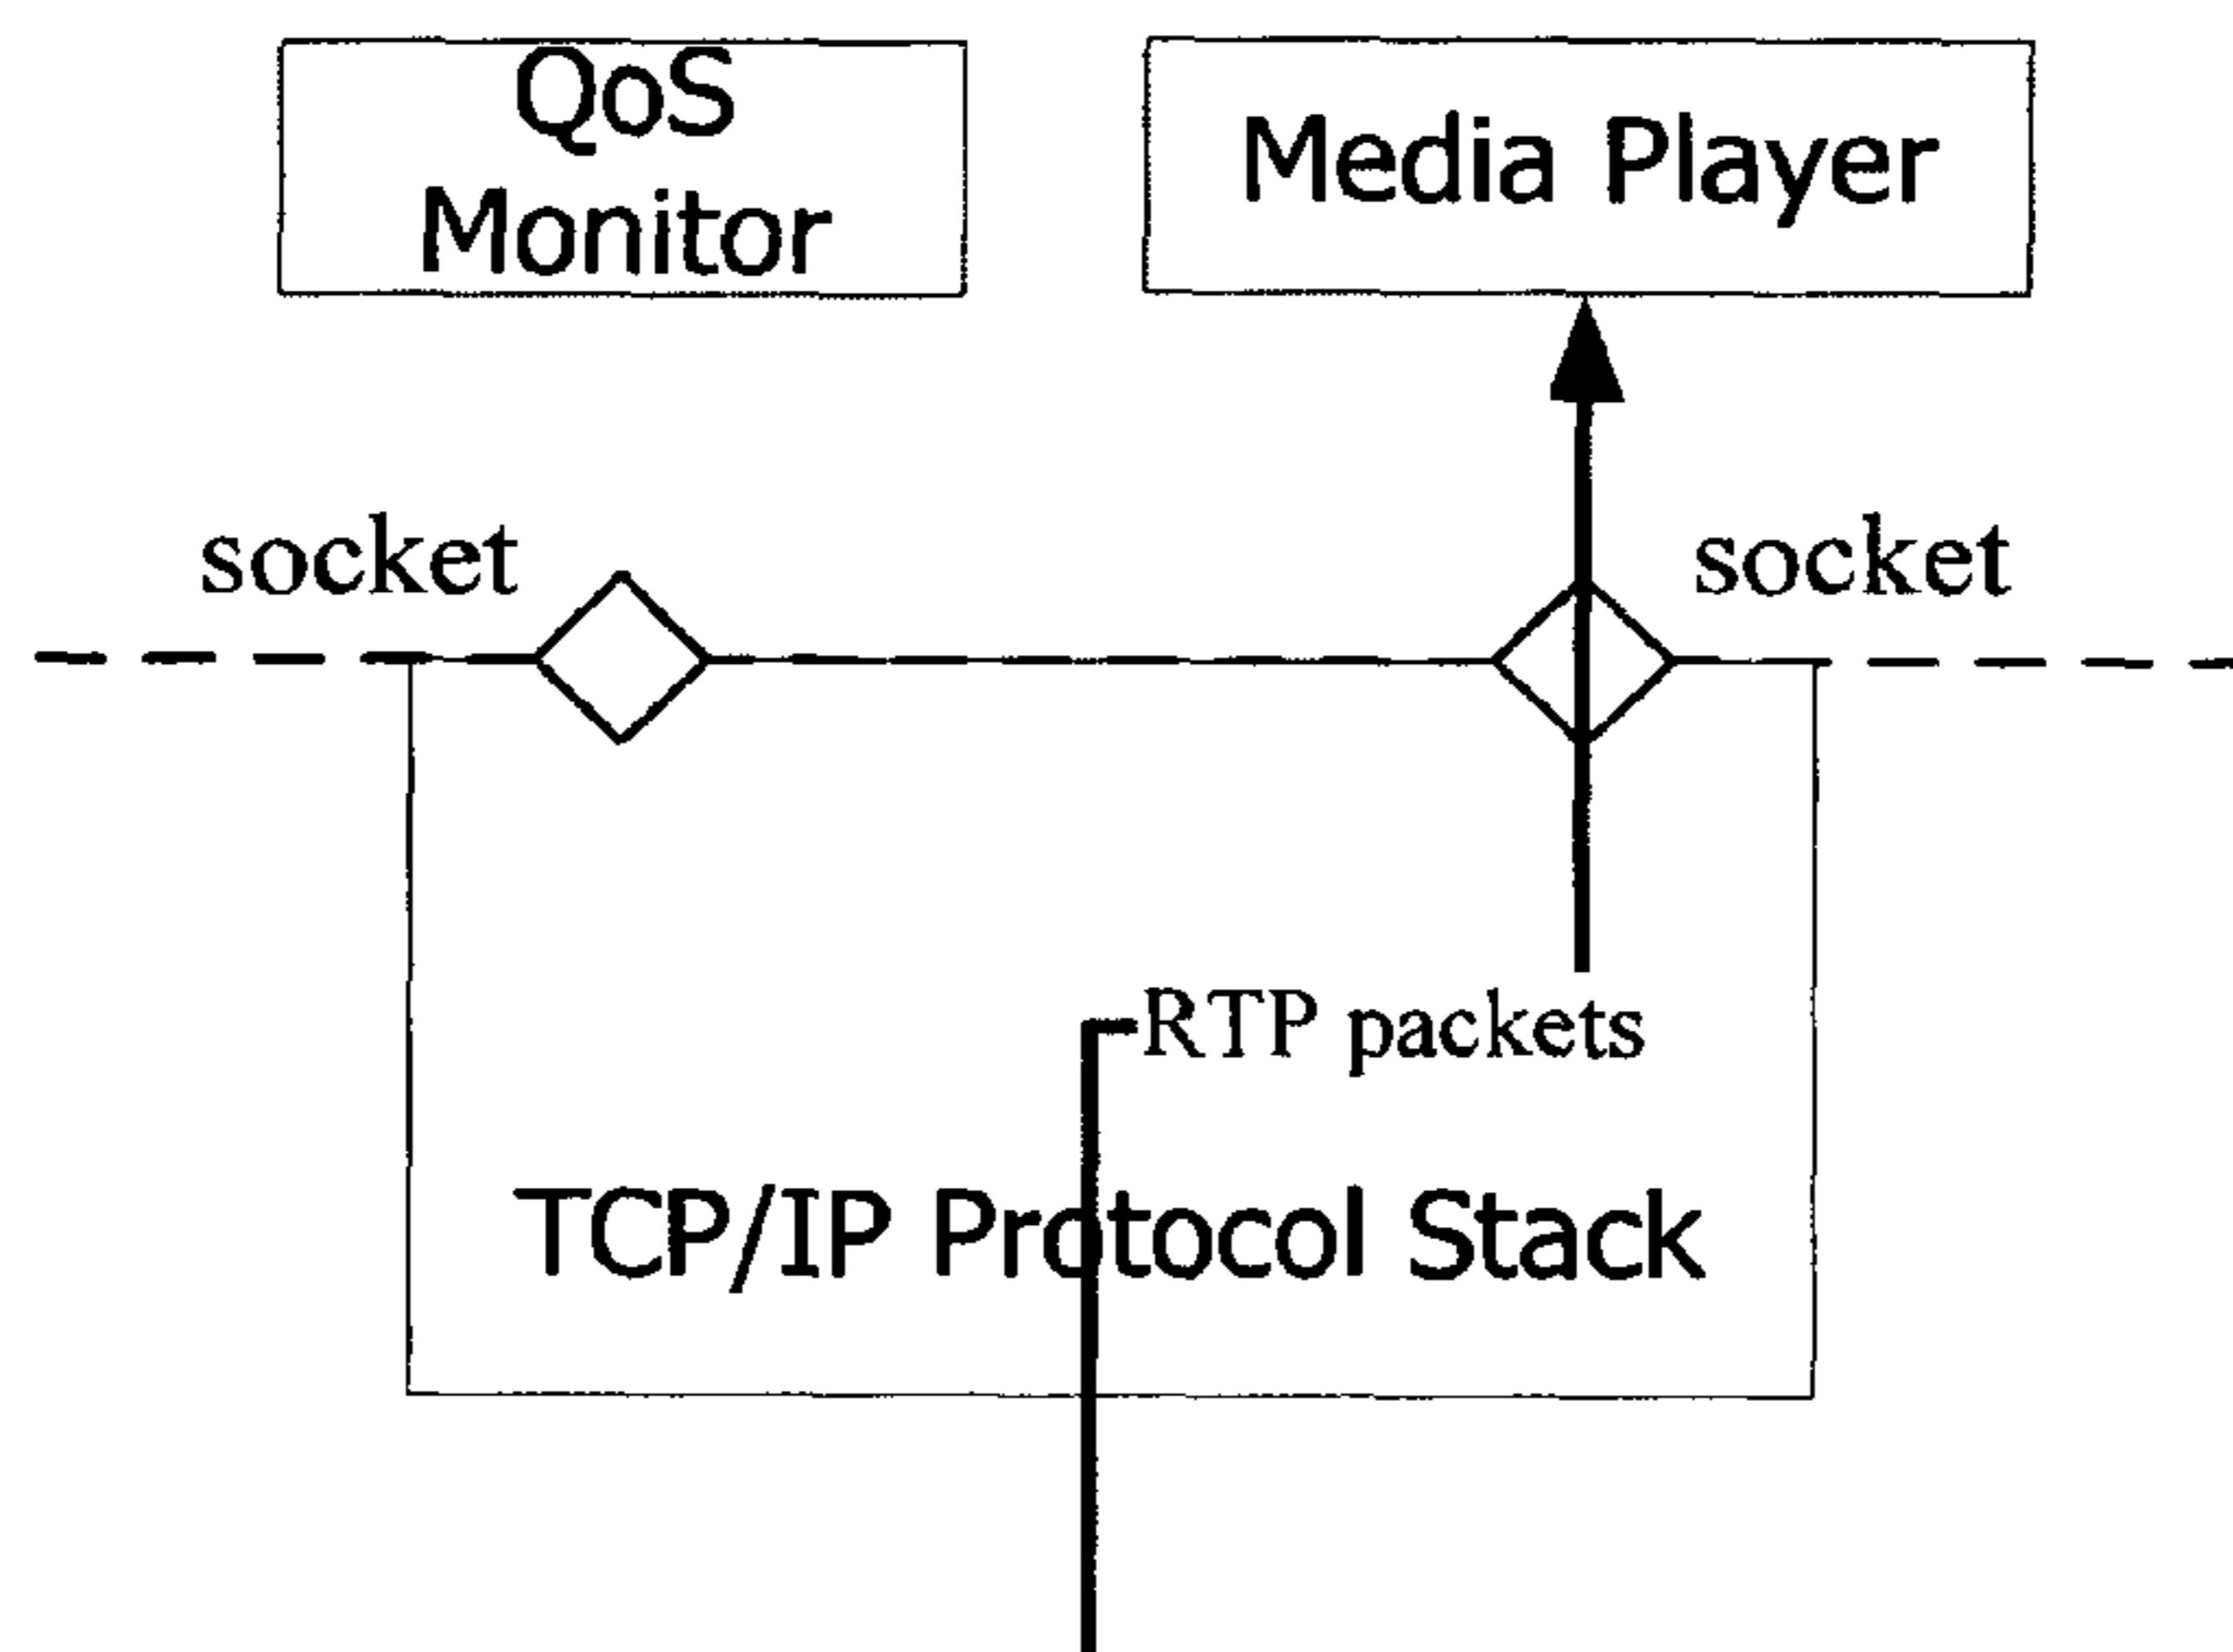 QoS
Monitor
Media Player
socket
socket
RTP packets
TCP/IP Protocol Stack